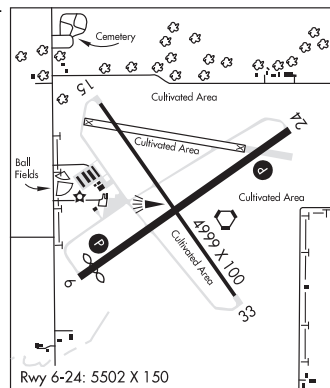 Cemetery
15
Cultivated Area
24
Cultivated Area
Ball
Fields
P
Cultivated Area
4999 X 100
P
Cultivated Area
6
33
Rwy 6-24: 5502 X 150